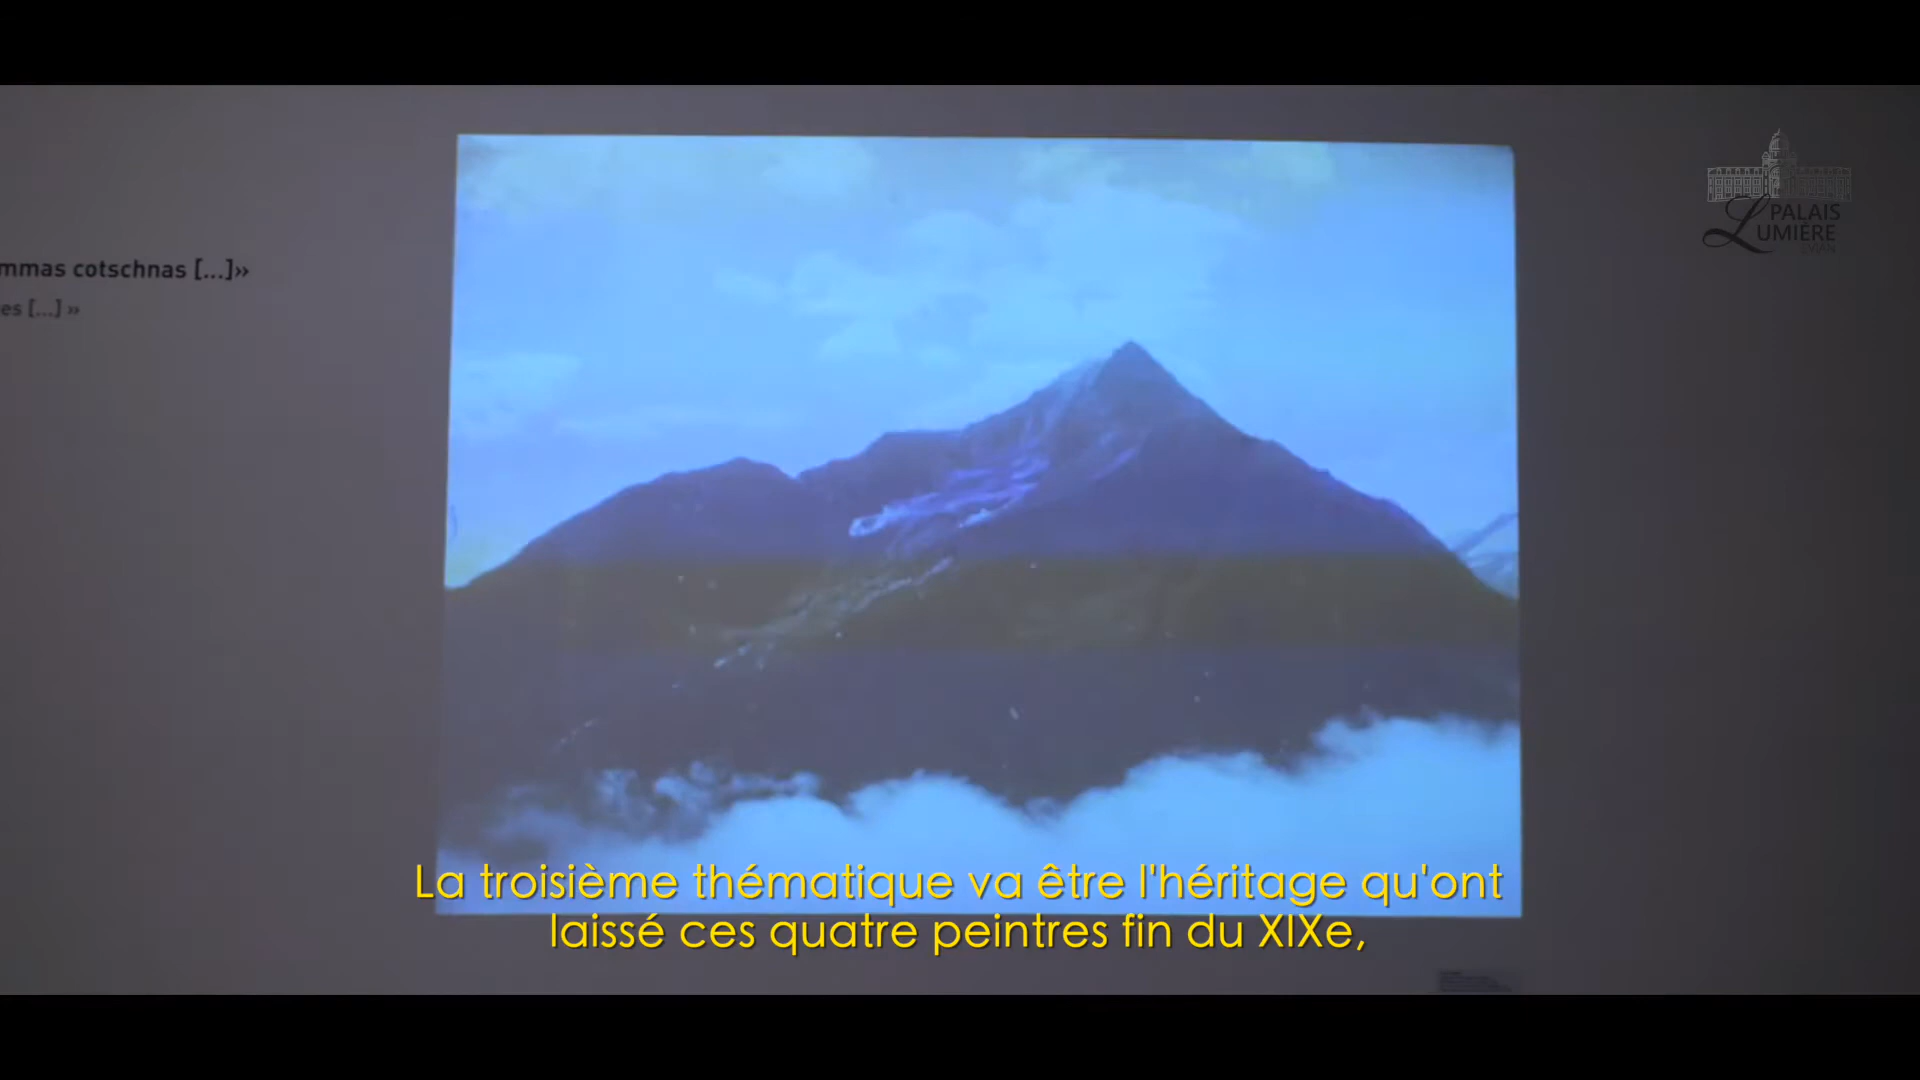 mmas cotschnas [...]»
es [...] »
PALAIS
LUMIÈRE
EVIAN
La troisième thématique va être l'héritage qu'ont
laissé ces quatre peintres fin du XIXe,